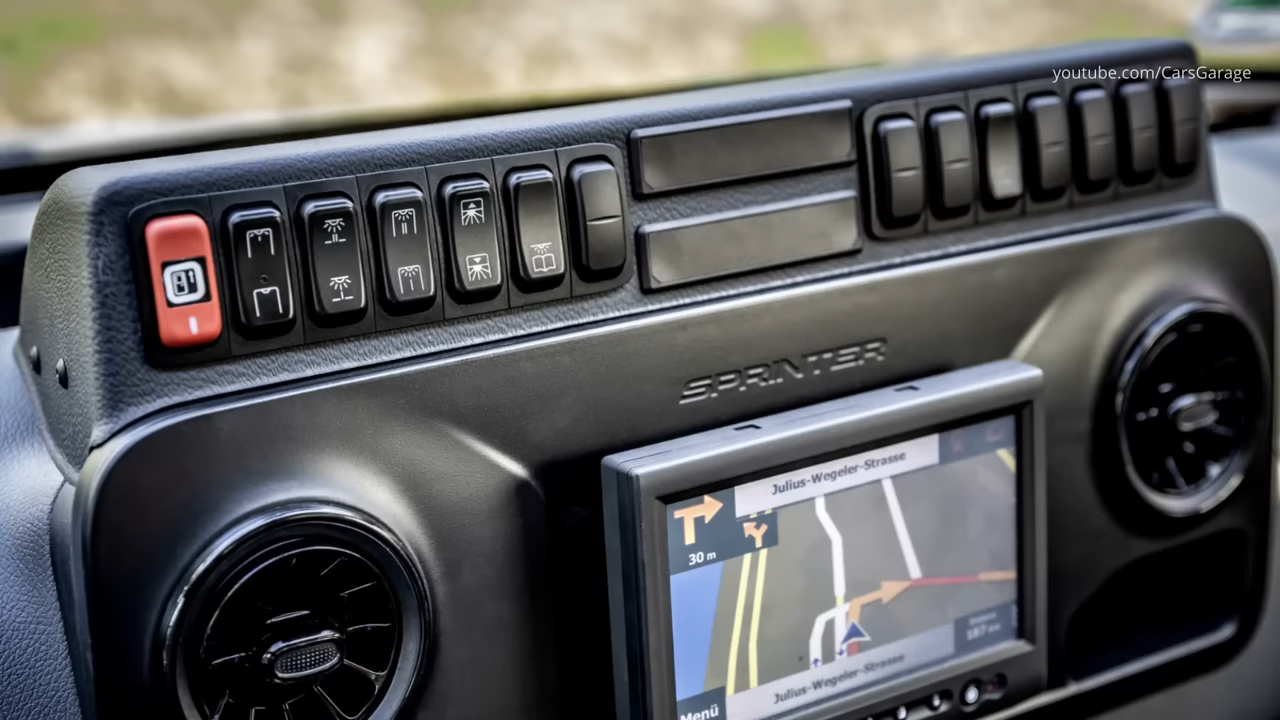 youtube.com/CarsGarage
SPRINTER
Julius-Wegeler-Strasse
30 m
Julius-Wegeler-Strasse
Menü